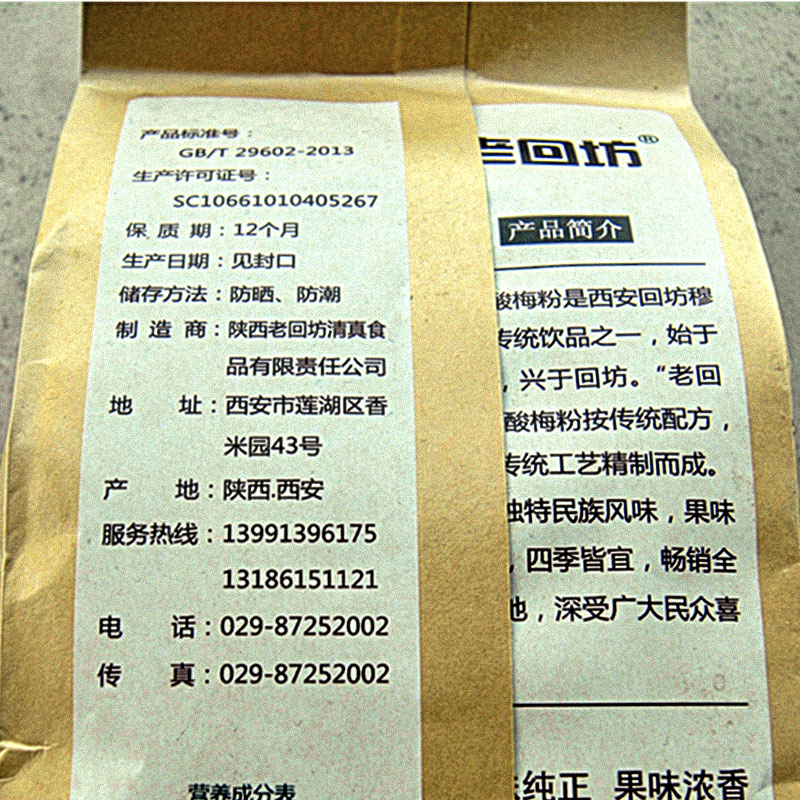 产品标准号：
GB/T 29602-2013
生产许可证号：
SC10661010405267
保 质 期：12个月
生产日期：见封口
储存方法：防晒、防潮
制 造 商：陕西老回坊清真食
品有限责任公司
地 址：西安市莲湖区香
米园43号
产 地：陕西.西安
服务热线：13991396175
13186151121
电 话：029-87252002
传 真：029-87252002
营养成分表
老回坊®
产品简介
酸梅粉是西安回坊穆
传统饮品之一，始于
，兴于回坊。“老回
酸梅粉按传统配方，
传统工艺精制而成。
独特民族风味，果味
，四季皆宜，畅销全
地，深受广大民众喜
纯正 果味浓香